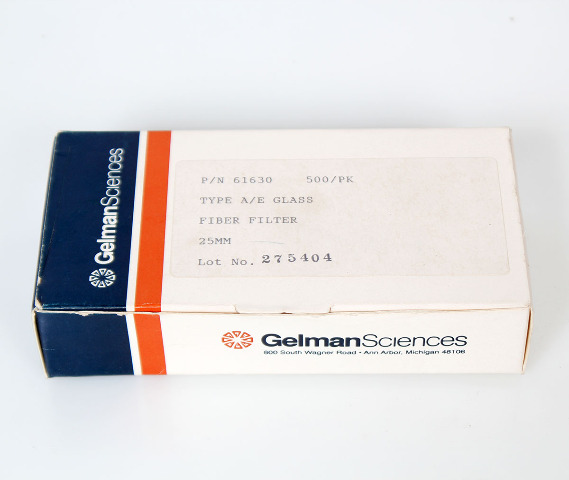 GelmanSciences
P/N 61630 500/PK
TYPE A/E GLASS
FIBER FILTER
25MM
Lot No. 275404
GelmanSciences
600 South Wagner Road • Ann Arbor, Michigan 48106